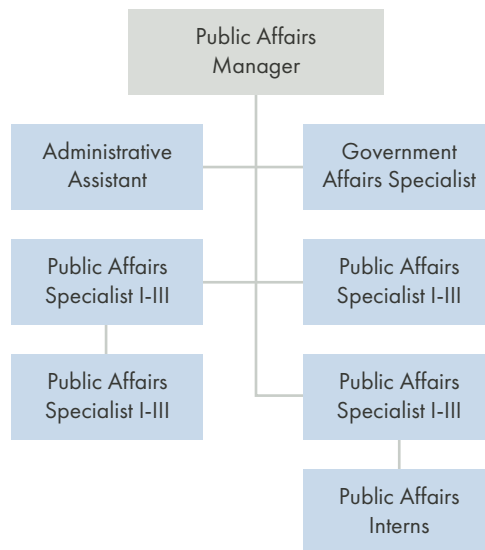 Public Affairs
Manager
Administrative
Assistant
Government
Affairs Specialist
Public Affairs
Specialist I-III
Public Affairs
Specialist I-III
Public Affairs
Specialist I-III
Public Affairs
Specialist I-III
Public Affairs
Interns